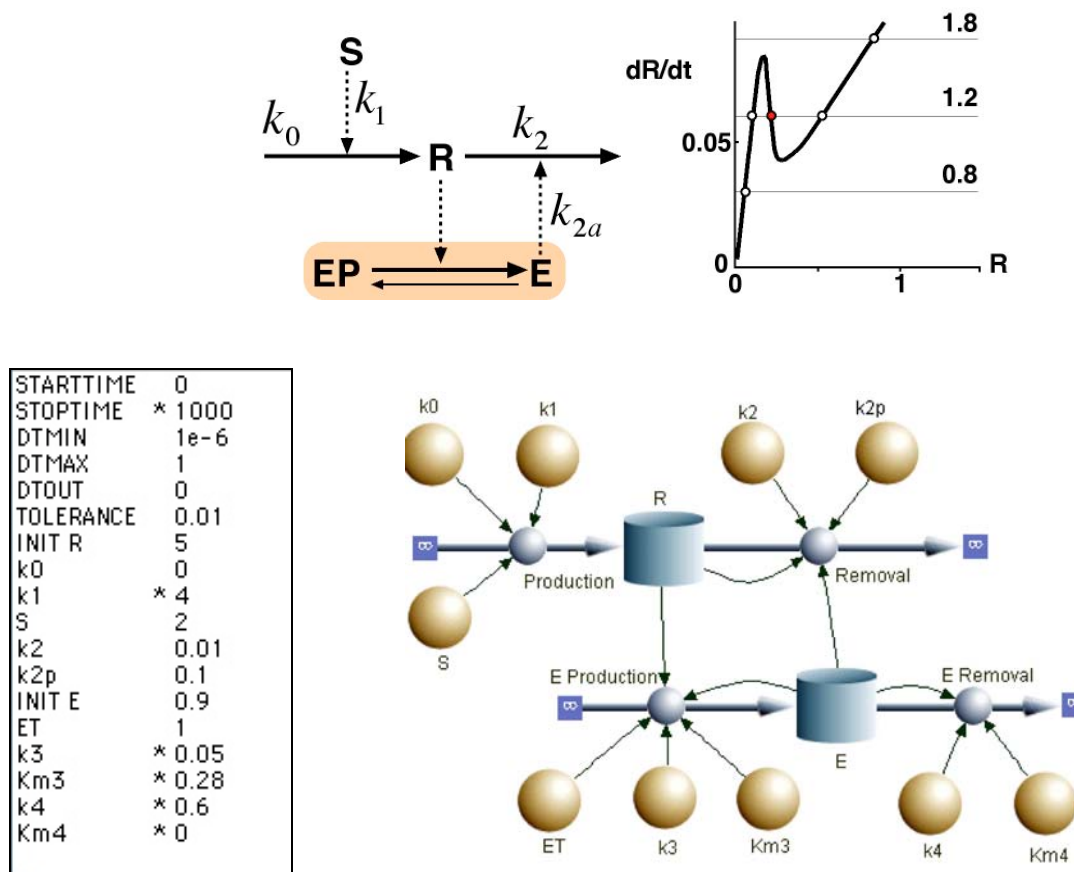 S
k1
k0
k2
R
k2a
EP
E
dR/dt
1.8
1.2
0.05
0.8
0
0
1
R
STARTTIME 0
STOPTIME * 1000
DTMIN 1e-6
DTMAX 1
DTOUT 0
TOLERANCE 0.01
INIT R 5
k0 0
k1 * 4
S 2
k2 0.01
k2p 0.1
INIT E 0.9
ET 1
k3 * 0.05
Km3 * 0.28
k4 * 0.6
Km4 * 0
k0
k1
k2
k2p
R
∞
∞
Production
Removal
S
E Production
E Removal
∞
∞
E
ET
k3
Km3
k4
Km4